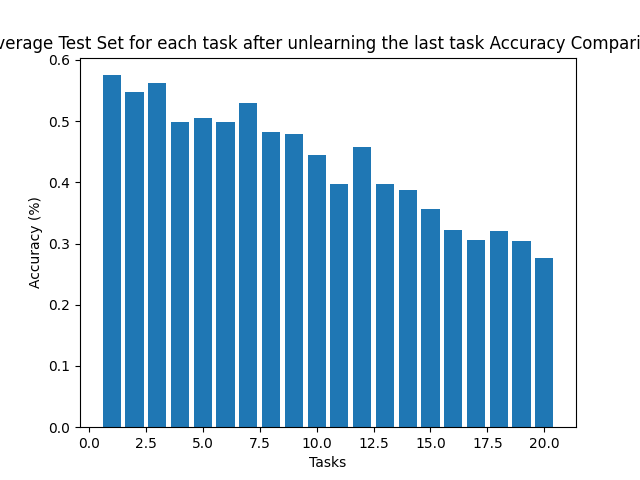 verage Test Set for each task after unlearning the last task Accuracy Compari
0.6
0.5
0.4
0.3
0.2
0.1
0.0
Accuracy (%)
0.0 2.5 5.0 7.5 10.0 12.5 15.0 17.5 20.0
Tasks